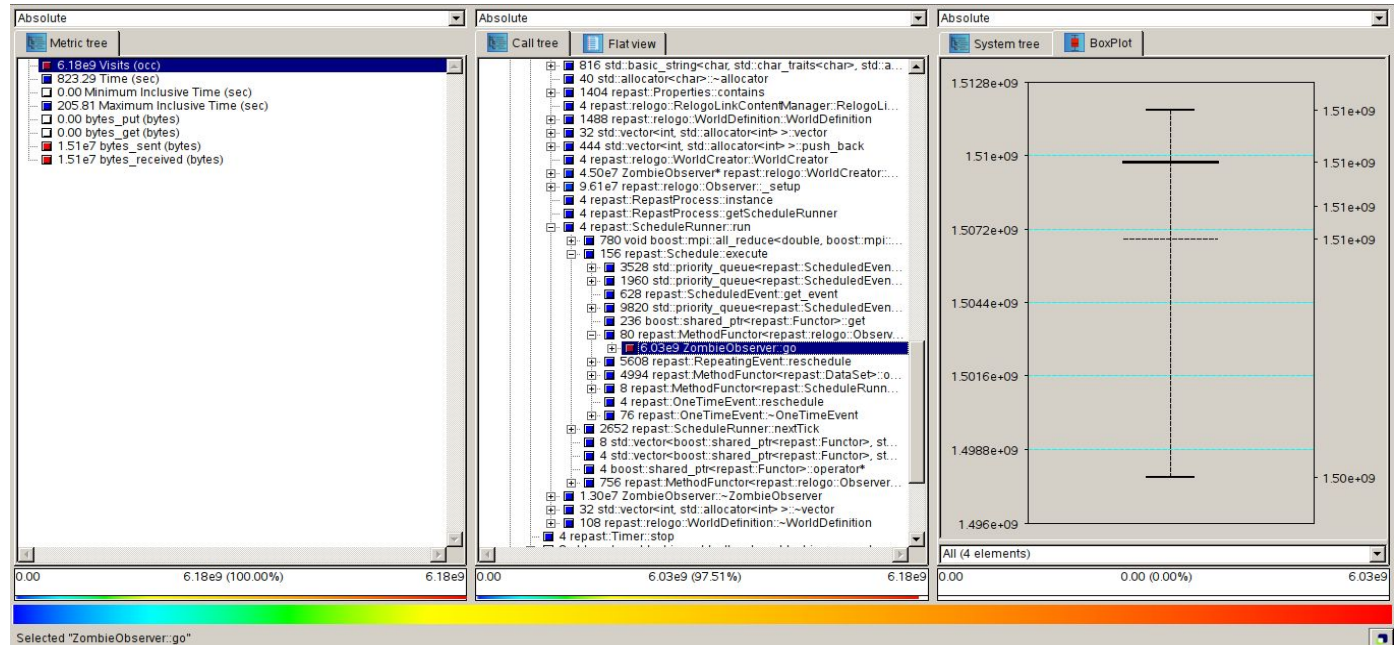 Absolute
Metric tree
6.18e9 Visits (occ)
823.29 Time (sec)
0.00 Minimum Inclusive Time (sec)
205.81 Maximum Inclusive Time (sec)
0.00 bytes_put (bytes)
0.00 bytes_get (bytes)
1.51e7 bytes_sent (bytes)
1.51e7 bytes_received (bytes)
0.00 6.18e9 (100.00%) 6.18e9
Absolute
Call tree Flat view
816 std::basic_string<char, std::char_traits<char>, std::a...
40 std::allocator<char>::~allocator
1404 repast::Properties::contains
4 repast::relogo::RelogoLinkContentManager::RelogoLi...
1488 repast::relogo::WorldDefinition::WorldDefinition
32 std::vector<int, std::allocator<int> >::vector
444 std::vector<int, std::allocator<int> >::push_back
4 repast::relogo::WorldCreator::WorldCreator
4.50e7 ZombieObserver* repast::relogo::WorldCreator::...
9.61e7 repast::relogo::Observer::_setup
4 repast::RepastProcess::instance
4 repast::RepastProcess::getScheduleRunner
4 repast::ScheduleRunner::run
780 void boost::mpi::all_reduce<double, boost::mpi::...
156 repast::Schedule::execute
3528 std::priority_queue<repast::ScheduledEven...
1960 std::priority_queue<repast::ScheduledEven...
628 repast::ScheduledEvent::get_event
9820 std::priority_queue<repast::ScheduledEven...
236 boost::shared_ptr<repast::Functor>::get
80 repast::MethodFunctor<repast::relogo::Observ...
6.03e9 ZombieObserver::go
5608 repast::RepeatingEvent::reschedule
4994 repast::MethodFunctor<repast::DataSet>::o...
8 repast::MethodFunctor<repast::ScheduleRunn...
4 repast::OneTimeEvent::reschedule
76 repast::OneTimeEvent::~OneTimeEvent
2652 repast::ScheduleRunner::nextTick
8 std::vector<boost::shared_ptr<repast::Functor>, st...
4 std::vector<boost::shared_ptr<repast::Functor>, st...
4 boost::shared_ptr<repast::Functor>::operator*
756 repast::MethodFunctor<repast::relogo::Observer...
1.30e7 ZombieObserver::~ZombieObserver
32 std::vector<int, std::allocator<int> >::~vector
108 repast::relogo::WorldDefinition::~WorldDefinition
4 repast::Timer::stop
0.00 6.03e9 (97.51%) 6.18e9
Absolute
System tree BoxPlot
1.5128e+09
1.51e+09
1.51e+09
1.51e+09
1.51e+09
1.5072e+09
1.51e+09
1.5044e+09
1.5016e+09
1.4988e+09
1.50e+09
1.496e+09
All (4 elements)
0.00 0.00 (0.00%) 6.03e9
Selected "ZombieObserver::go"